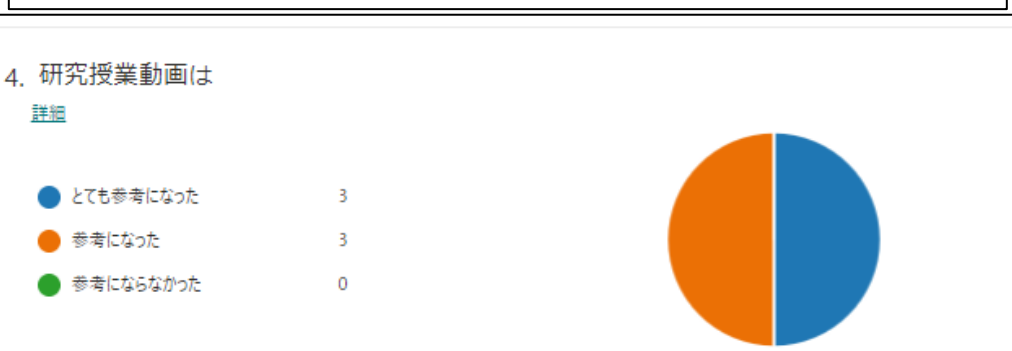 4. 研究授業動画は
詳細
とても参考になった 3
参考になった 3
参考にならなかった 0